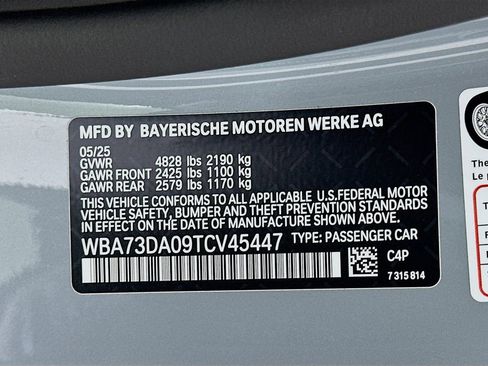 MFD BY BAYERISCHE MOTOREN WERKE AG
05/25
GVWR 4828 lbs 2190 kg
GAWR FRONT 2425 lbs 1100 kg
GAWR REAR 2579 lbs 1170 kg
THIS VEHICLE CONFORMS TO ALL APPLICABLE U.S.FEDERAL MOTOR
VEHICLE SAFETY, BUMPER AND THEFT PREVENTION STANDARDS
IN EFFECT ON THE DATE OF MANUFACTURE SHOWN ABOVE.
WBA73DA09TCV45447 TYPE: PASSENGER CAR
C4P
7 315 814
The
Le p